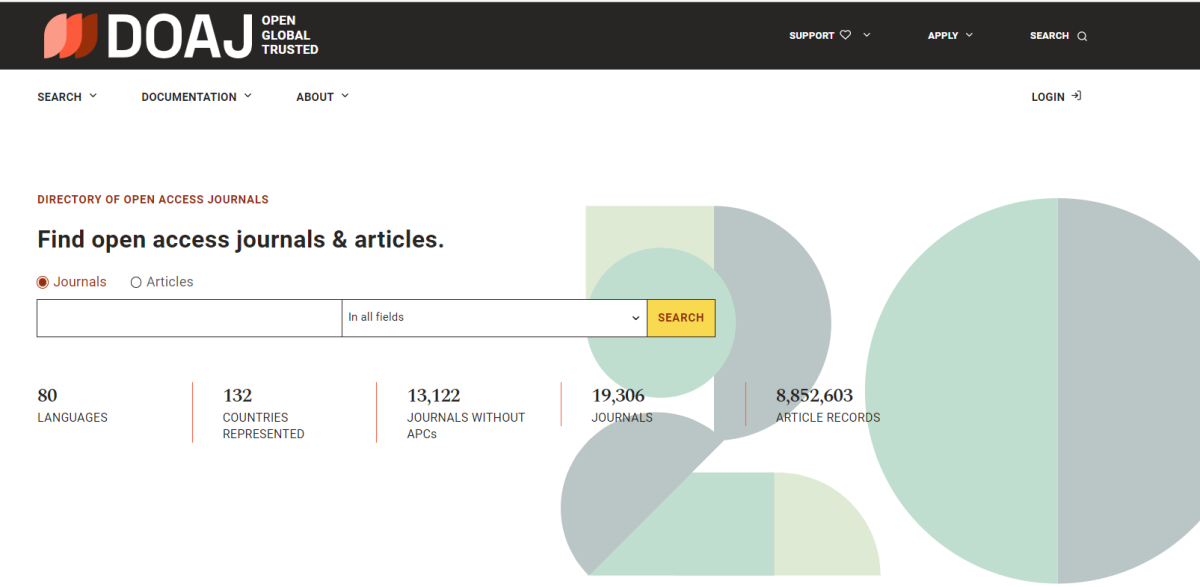 DOAJ
OPEN
GLOBAL
TRUSTED
SUPPORT
APPLY
SEARCH
SEARCH
DOCUMENTATION
ABOUT
LOGIN
DIRECTORY OF OPEN ACCESS JOURNALS
Find open access journals & articles.
Journals
Articles
In all fields
SEARCH
80
LANGUAGES
132
COUNTRIES
REPRESENTED
13,122
JOURNALS WITHOUT
APCs
19,306
JOURNALS
8,852,603
ARTICLE RECORDS
20